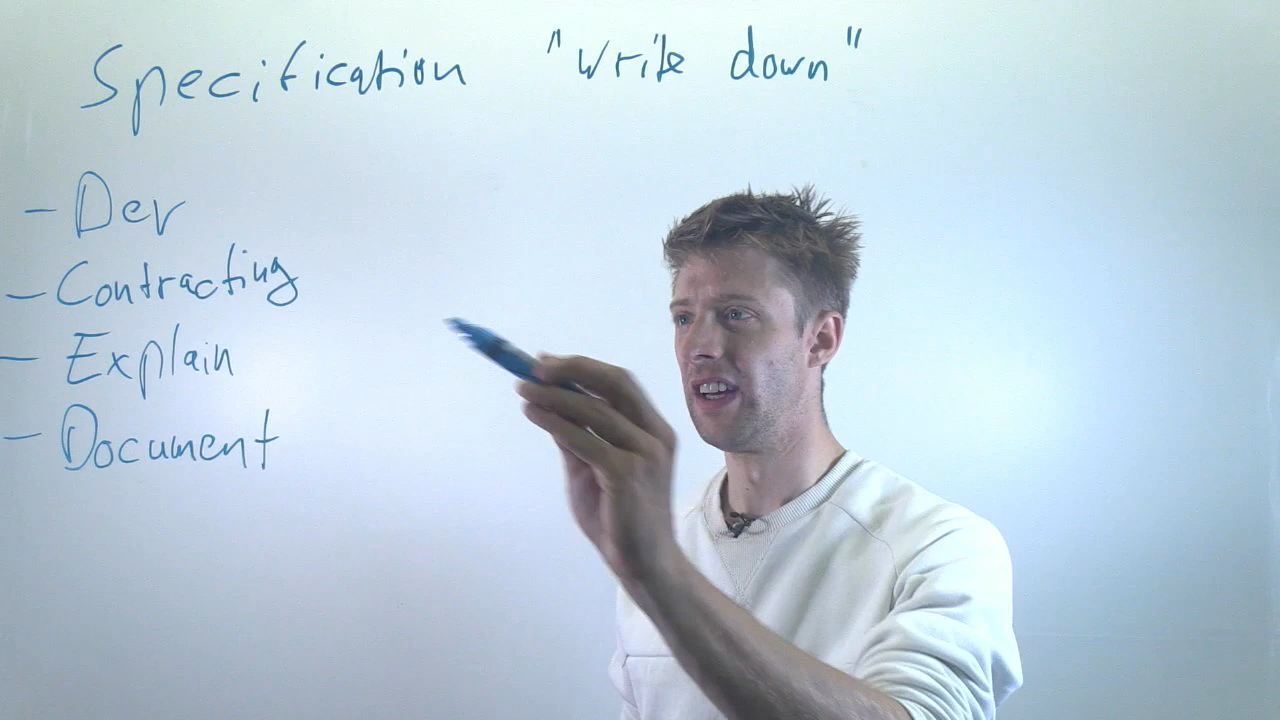 Specification "write down"
- Dev
- Contracting
- Explain
- Document